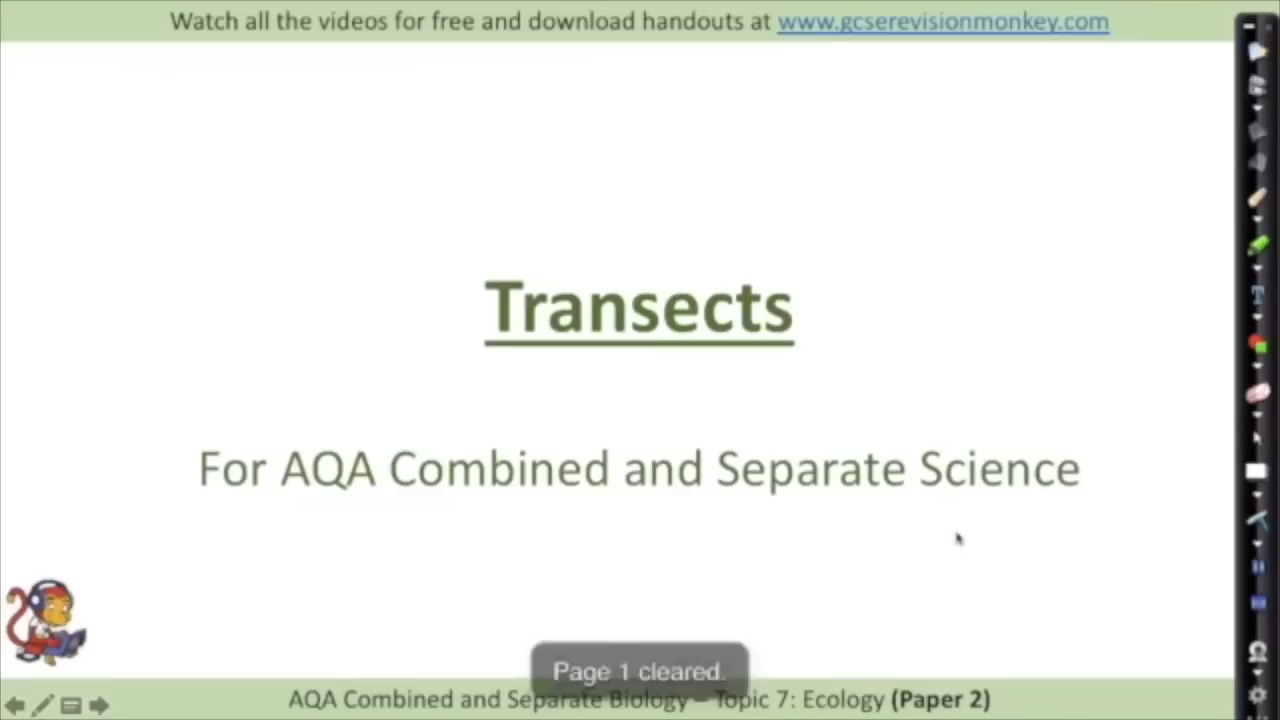 Watch all the videos for free and download handouts at www.gcserevisionmonkey.com
Transects
For AQA Combined and Separate Science
Page 1 cleared.
AQA Combined and Separate Biology – Topic 7: Ecology (Paper 2)